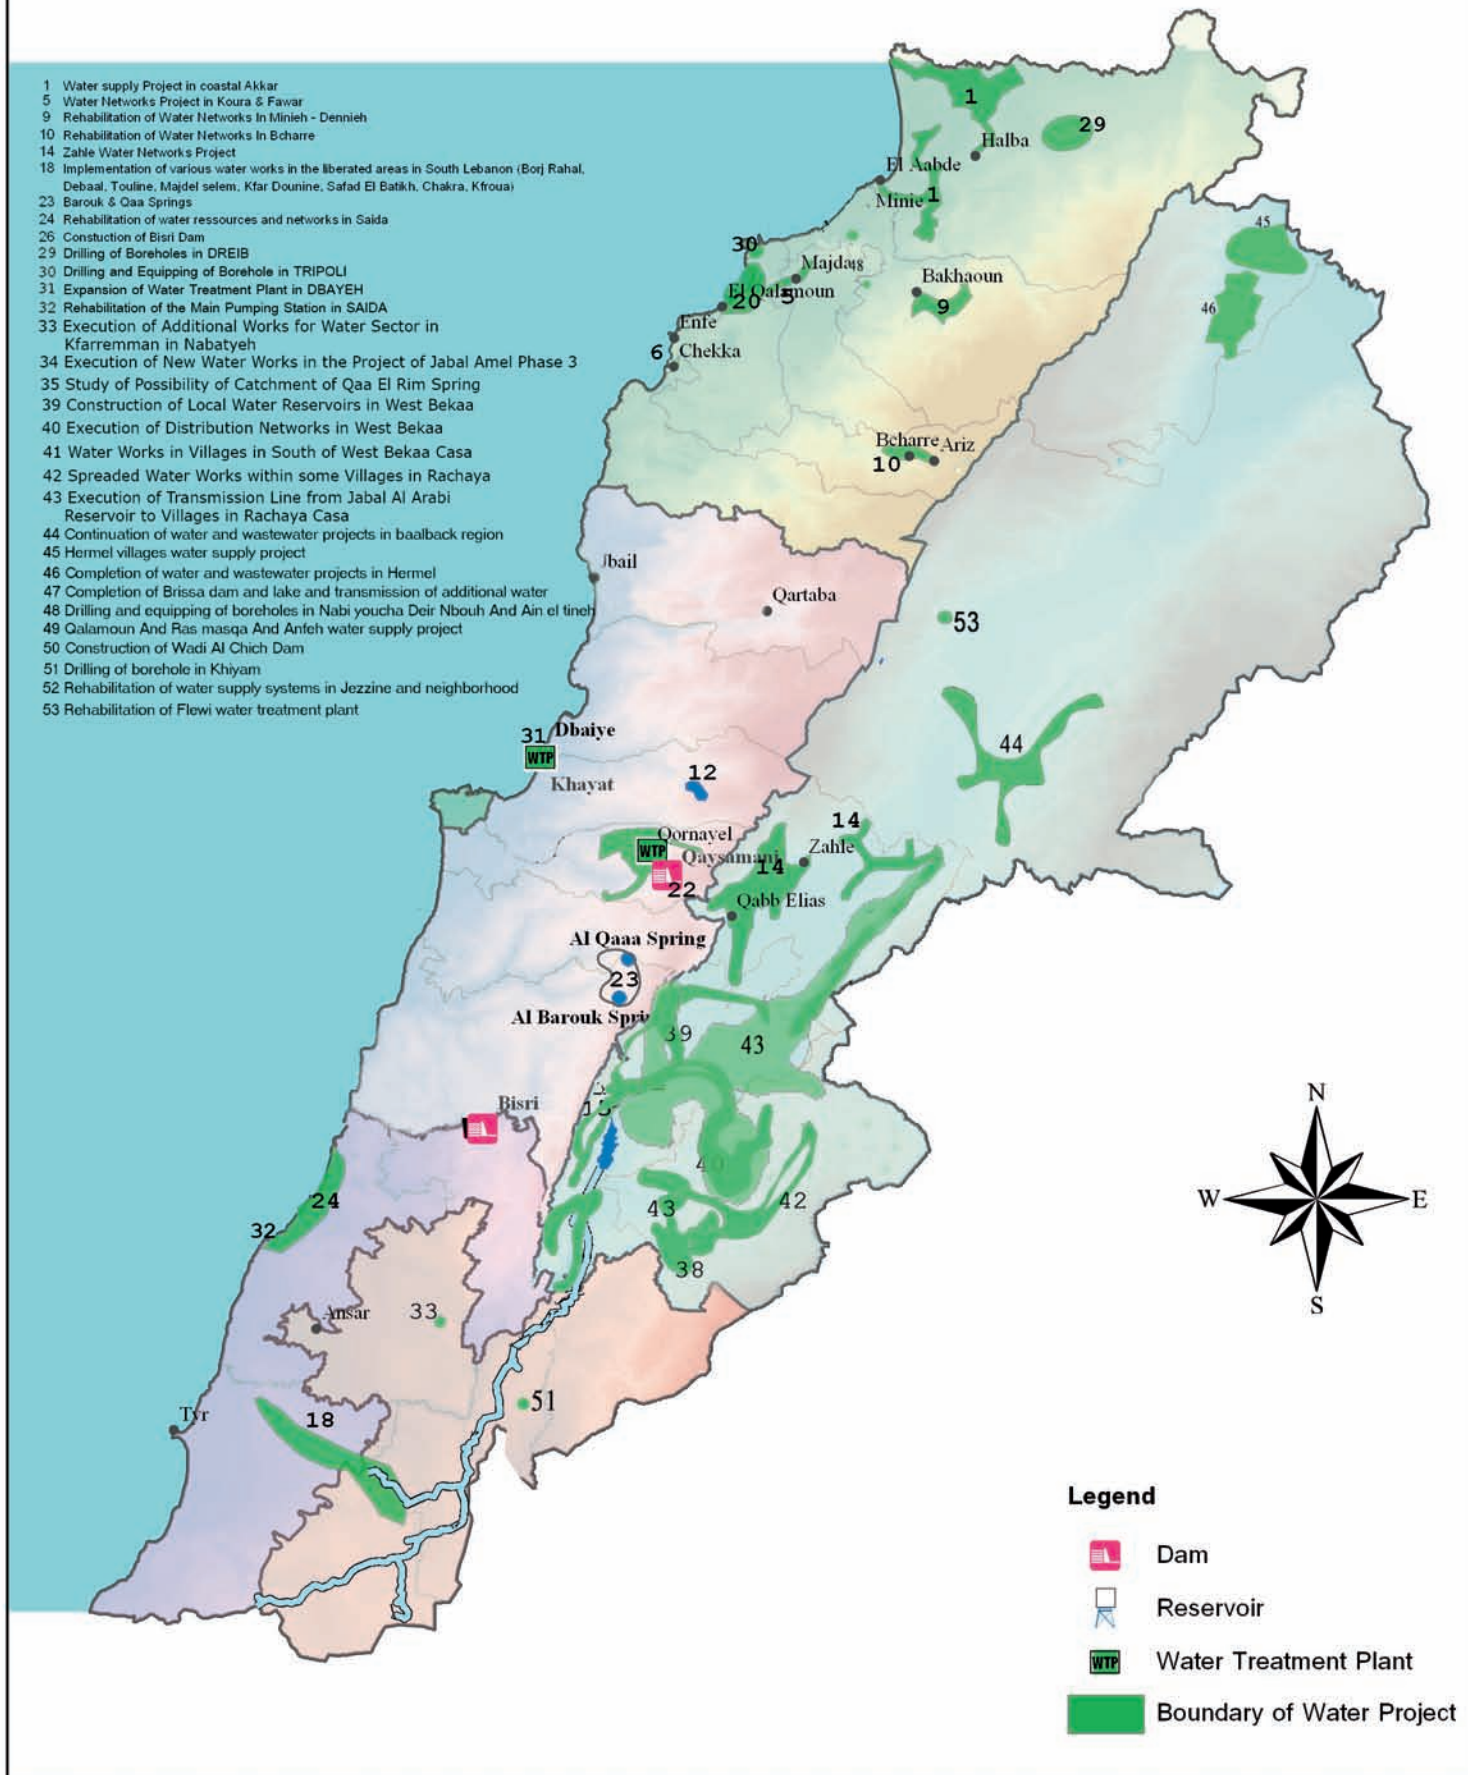 1 Water supply Project in coastal Akkar
5 Water Networks Project in Koura & Fawar
9 Rehabilitation of Water Networks In Minieh - Dennieh
10 Rehabilitation of Water Networks In Bcharre
14 Zahle Water Networks Project
18 Implementation of various water works in the liberated areas in South Lebanon (Borj Rahal,
Debaal, Touline, Majdel selem, Kfar Dounine, Safad El Batikh, Chakra, Kfroua)
23 Barouk & Qaa Springs
24 Rehabilitation of water ressources and networks in Saida
26 Constuction of Bisri Dam
29 Drilling of Boreholes in DREIB
30 Drilling and Equipping of Borehole in TRIPOLI
31 Expansion of Water Treatment Plant in DBAYEH
32 Rehabilitation of the Main Pumping Station in SAIDA
33 Execution of Additional Works for Water Sector in
Kfarremman in Nabatyeh
34 Execution of New Water Works in the Project of Jabal Amel Phase 3
35 Study of Possibility of Catchment of Qaa El Rim Spring
39 Construction of Local Water Reservoirs in West Bekaa
40 Execution of Distribution Networks in West Bekaa
41 Water Works in Villages in South of West Bekaa Casa
42 Spreaded Water Works within some Villages in Rachaya
43 Execution of Transmission Line from Jabal Al Arabi
Reservoir to Villages in Rachaya Casa
44 Continuation of water and wastewater projects in baalback region
45 Hermel villages water supply project
46 Completion of water and wastewater projects in Hermel
47 Completion of Brissa dam and lake and transmission of additional water
48 Drilling and equipping of boreholes in Nabi youcha Deir Nbouh And Ain el tineh
49 Qalamoun And Ras masqa And Anfeh water supply project
50 Construction of Wadi Al Chich Dam
51 Drilling of borehole in Khiyam
52 Rehabilitation of water supply systems in Jezzine and neighborhood
53 Rehabilitation of Flewi water treatment plant
1
29
Halba
El Aabde
Minie 1
45
30
Majda 48
Bakhaoun
El Qalamoun
20 5
9
46
Enfe
6 Chekka
Bcharre Ariz
10
Jbail
Qartaba
53
31 Dbaiye
WTP
44
12
Khayat
14
Qornayel
WTP
Zahle
Qaysamani
14
22
Qabb Elias
Al Qaaa Spring
23
Al Barouk Spri
39
43
Bisri
40
24
43
42
32
38
Ansar
33
51
18
Tyr
N
W
E
S
Legend
Dam
Reservoir
WTP Water Treatment Plant
Boundary of Water Project